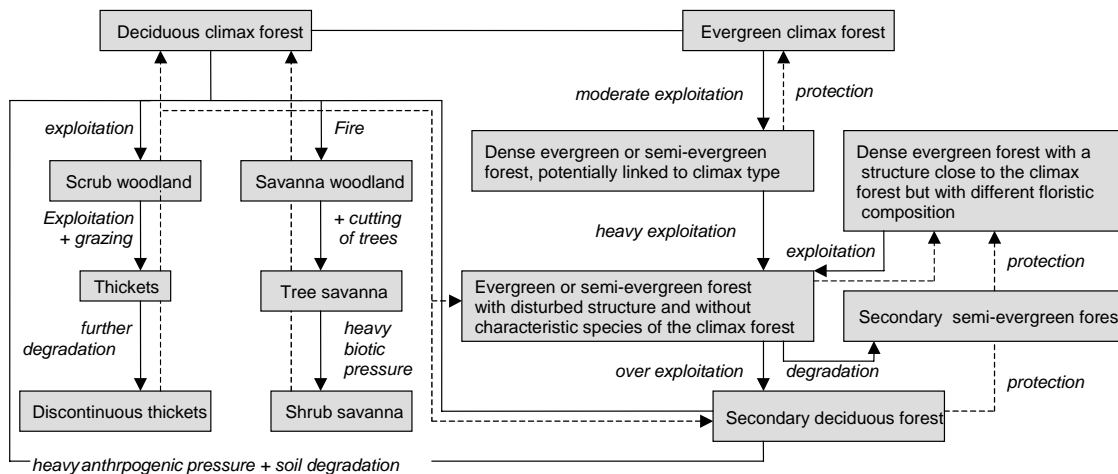 Deciduous climax forest
Evergreen climax forest
moderate exploitation
protection
exploitation
Fire
Dense evergreen or semi-evergreen
forest, potentially linked to climax type
Dense evergreen forest with a
structure close to the climax
forest but with different floristic
composition
Scrub woodland
Savanna woodland
Exploitation
+ grazing
+ cutting
of trees
heavy exploitation
exploitation
protection
Thickets
Tree savanna
Evergreen or semi-evergreen forest
with disturbed structure and without
characteristic species of the climax forest
Secondary semi-evergreen fores
further
degradation
heavy
biotic
pressure
over exploitation
degradation
protection
Discontinuous thickets
Shrub savanna
Secondary deciduous forest
heavy anthrpogenic pressure + soil degradation